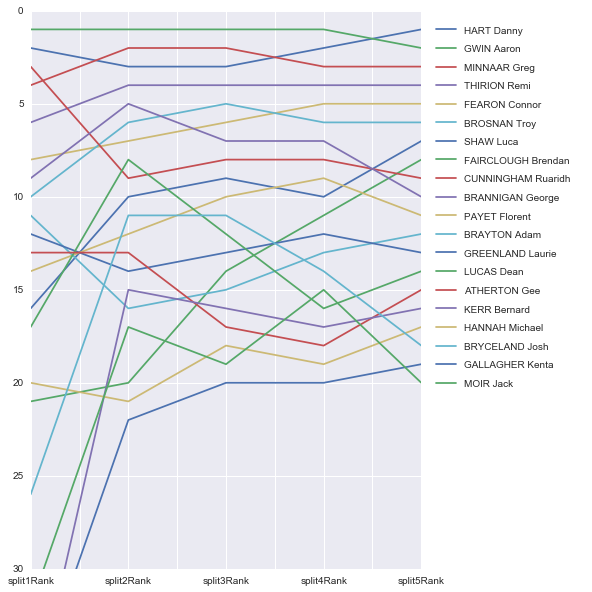 0
5
10
15
20
25
30
split1Rank split2Rank split3Rank split4Rank split5Rank
HART Danny
GWIN Aaron
MINNAAR Greg
THIRION Remi
FEARON Connor
BROSNAN Troy
SHAW Luca
FAIRCLOUGH Brendan
CUNNINGHAM Ruaridh
BRANNIGAN George
PAYET Florent
BRAYTON Adam
GREENLAND Laurie
LUCAS Dean
ATHERTON Gee
KERR Bernard
HANNAH Michael
BRYCELAND Josh
GALLAGHER Kenta
MOIR Jack